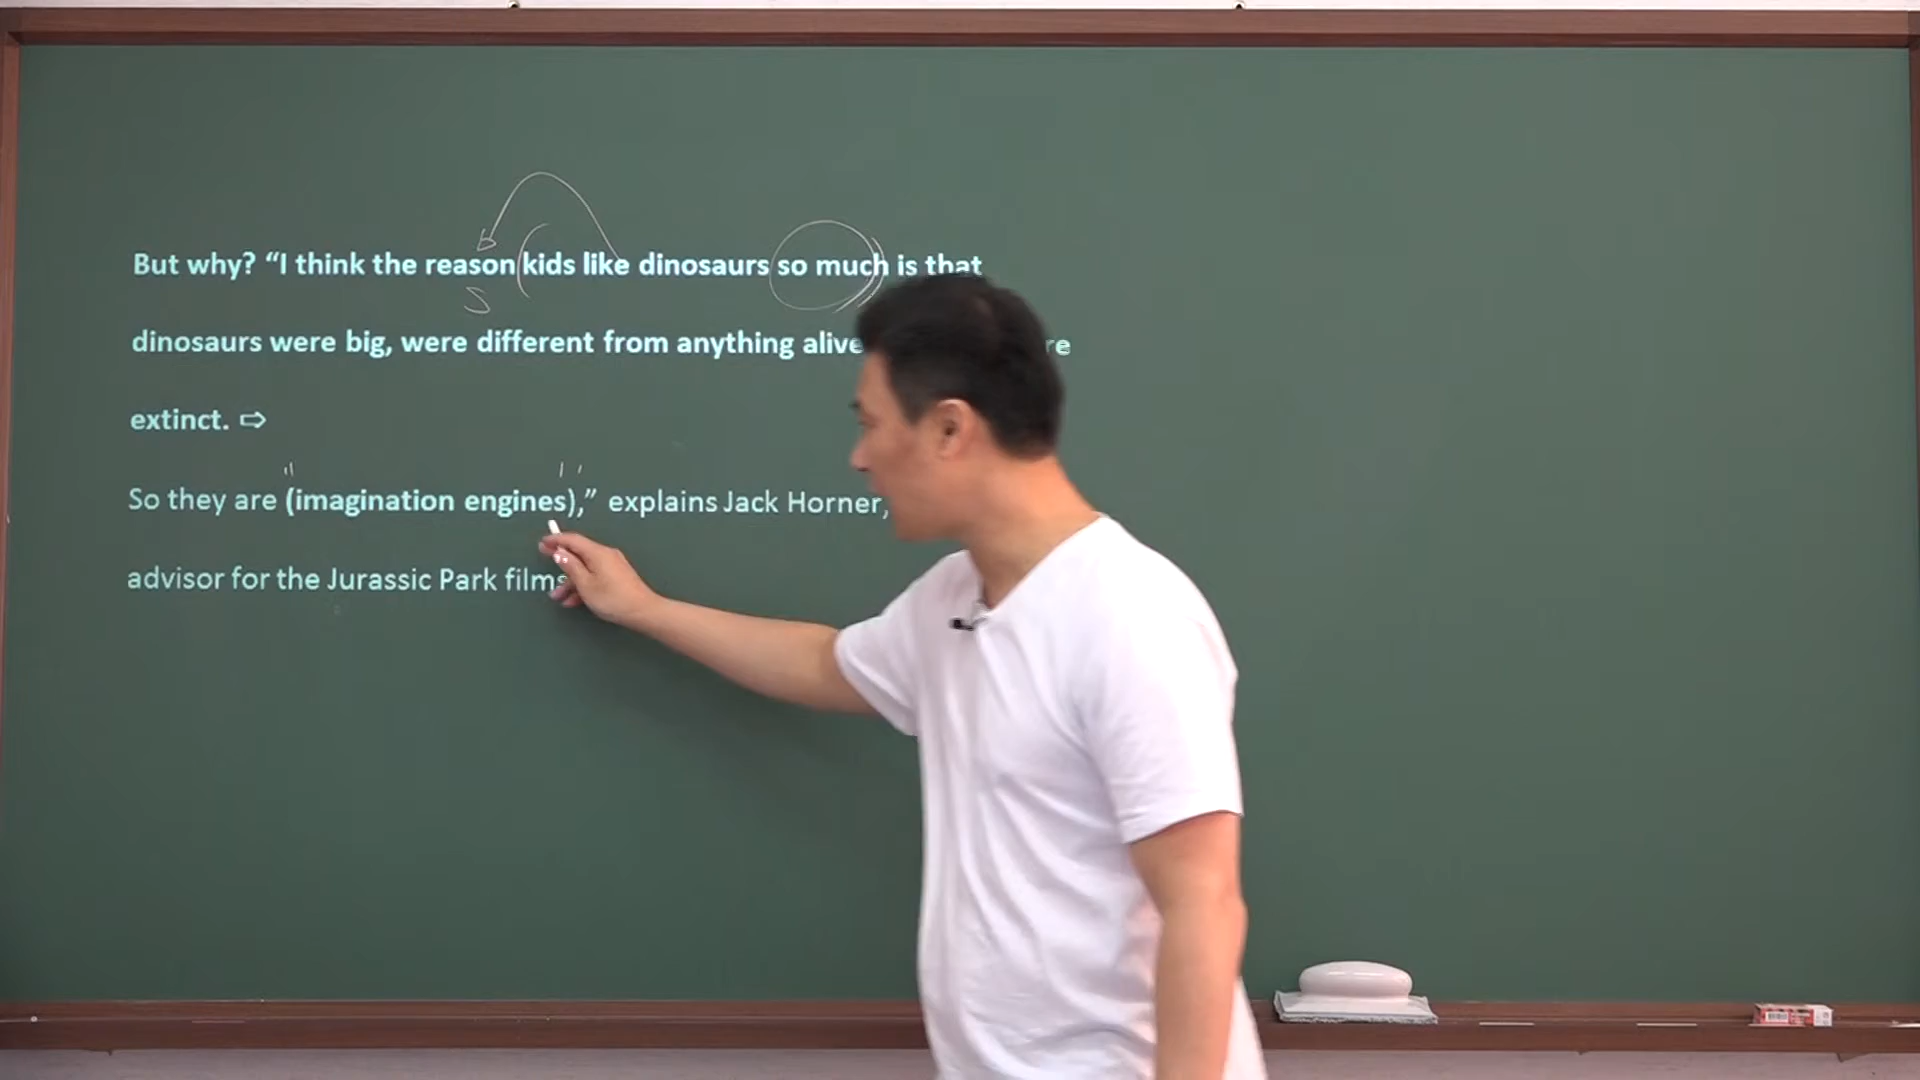 But why? “I think the reason kids like dinosaurs so much is that
S
dinosaurs were big, were different from anything alive
extinct. ⇨
So they are (imagination engines),” explains Jack Horner,
advisor for the Jurassic Park films